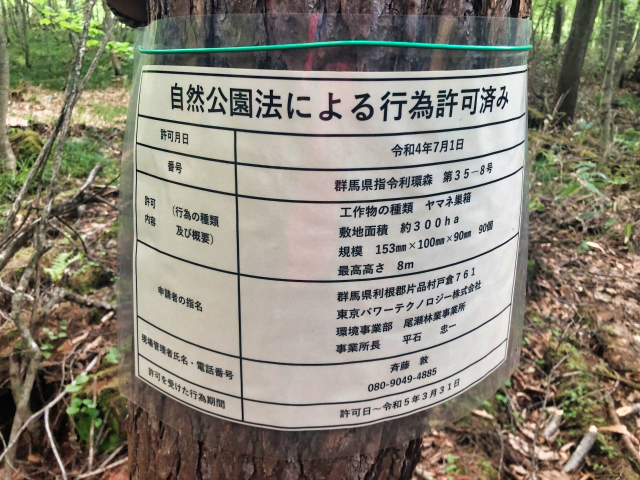 自然公園法による行為許可済み
許可月日 令和4年7月1日
番号 群馬県指令利環森 第35－8号
許可 （行為の種類 工作物の種類 ヤマネ巣箱
内容 及び概要） 敷地面積 約300ha
規模 153mm×100mm×90mm 90個
最高高さ 8m
申請者の指名 群馬県利根郡片品村戸倉761
東京パワーテクノロジー株式会社
環境事業部 尾瀬林業事業所
事業所長 平石 忠一
現場管理者氏名・電話番号 斉藤 敦
080-9049-4885
許可を受けた行為期間 許可日～令和5年3月31日